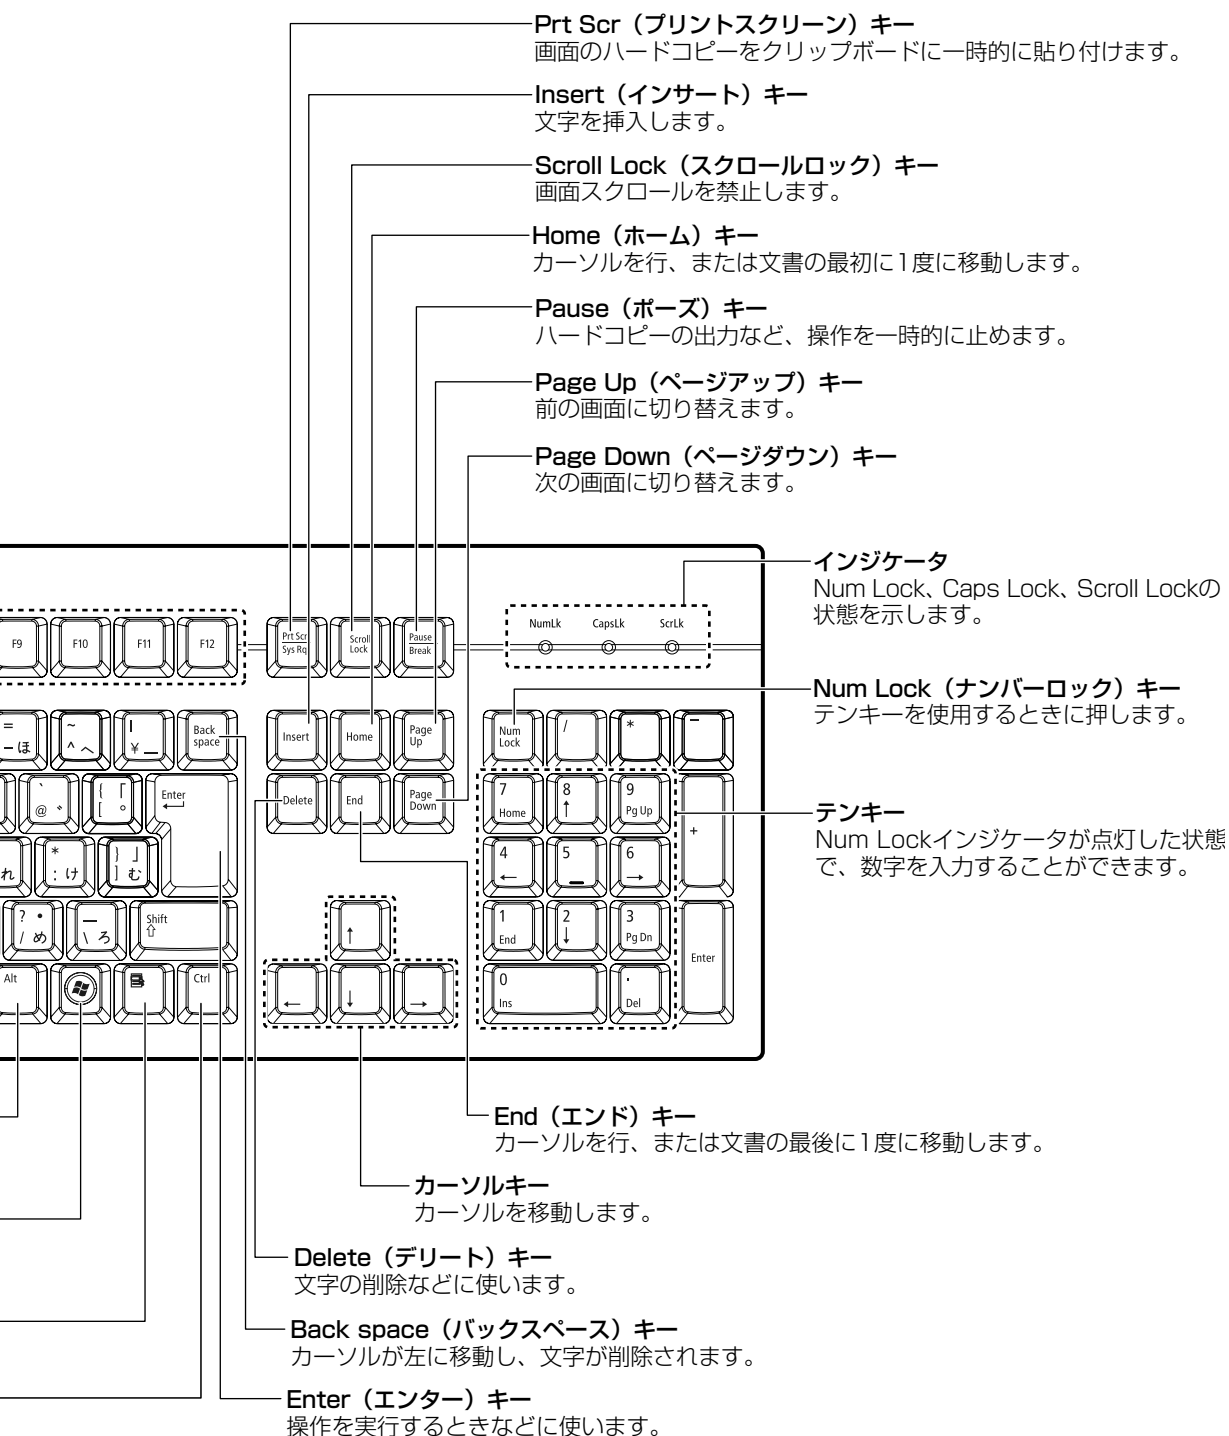 Prt Scr（プリントスクリーン）キー
画面のハードコピーをクリップボードに一時的に貼り付けます。
Insert（インサート）キー
文字を挿入します。
Scroll Lock（スクロールロック）キー
画面スクロールを禁止します。
Home（ホーム）キー
カーソルを行、または文書の最初に1度に移動します。
Pause（ポーズ）キー
ハードコピーの出力など、操作を一時的に止めます。
Page Up（ページアップ）キー
前の画面に切り替えます。
Page Down（ページダウン）キー
次の画面に切り替えます。
インジケータ
Num Lock、Caps Lock、Scroll Lockの
状態を示します。
Num Lock（ナンバーロック）キー
テンキーを使用するときに押します。
テンキー
Num Lockインジケータが点灯した状態
で、数字を入力することができます。
F9 F10 F11 F12
Prt Scr
Sys Rq
Scroll
Lock
Pause
Break
NumLk CapsLk ScrLk
= 
- ほ
~
^ へ
|
¥ ー
Back
space
Insert
Home
Page
Up
Num
Lock
/
*
-
` 
@ ゛
{ 「
[ ゜
Enter
Delete
End
Page
Down
7
Home
8
↑
9
Pg Up
+
れ
*
: け
} 」
] む
4
←
5
6
→
? ・
/ め
_
\ ろ
Shift
⇧
↑
1
End
2
↓
3
Pg Dn
Enter
Alt
Ctrl
←
↓
→
0
Ins
.
Del
End（エンド）キー
カーソルを行、または文書の最後に1度に移動します。
カーソルキー
カーソルを移動します。
Delete（デリート）キー
文字の削除などに使います。
Back space（バックスペース）キー
カーソルが左に移動し、文字が削除されます。
Enter（エンター）キー
操作を実行するときなどに使います。